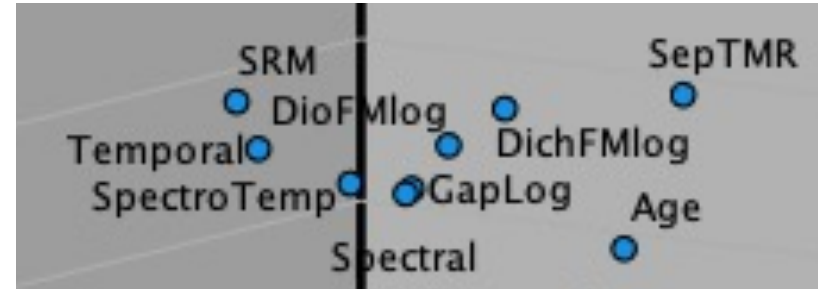 SRM
SepTMR
DioFMlog
Temporal
DichFMlog
SpectroTemp
GapLog
Age
Spectral